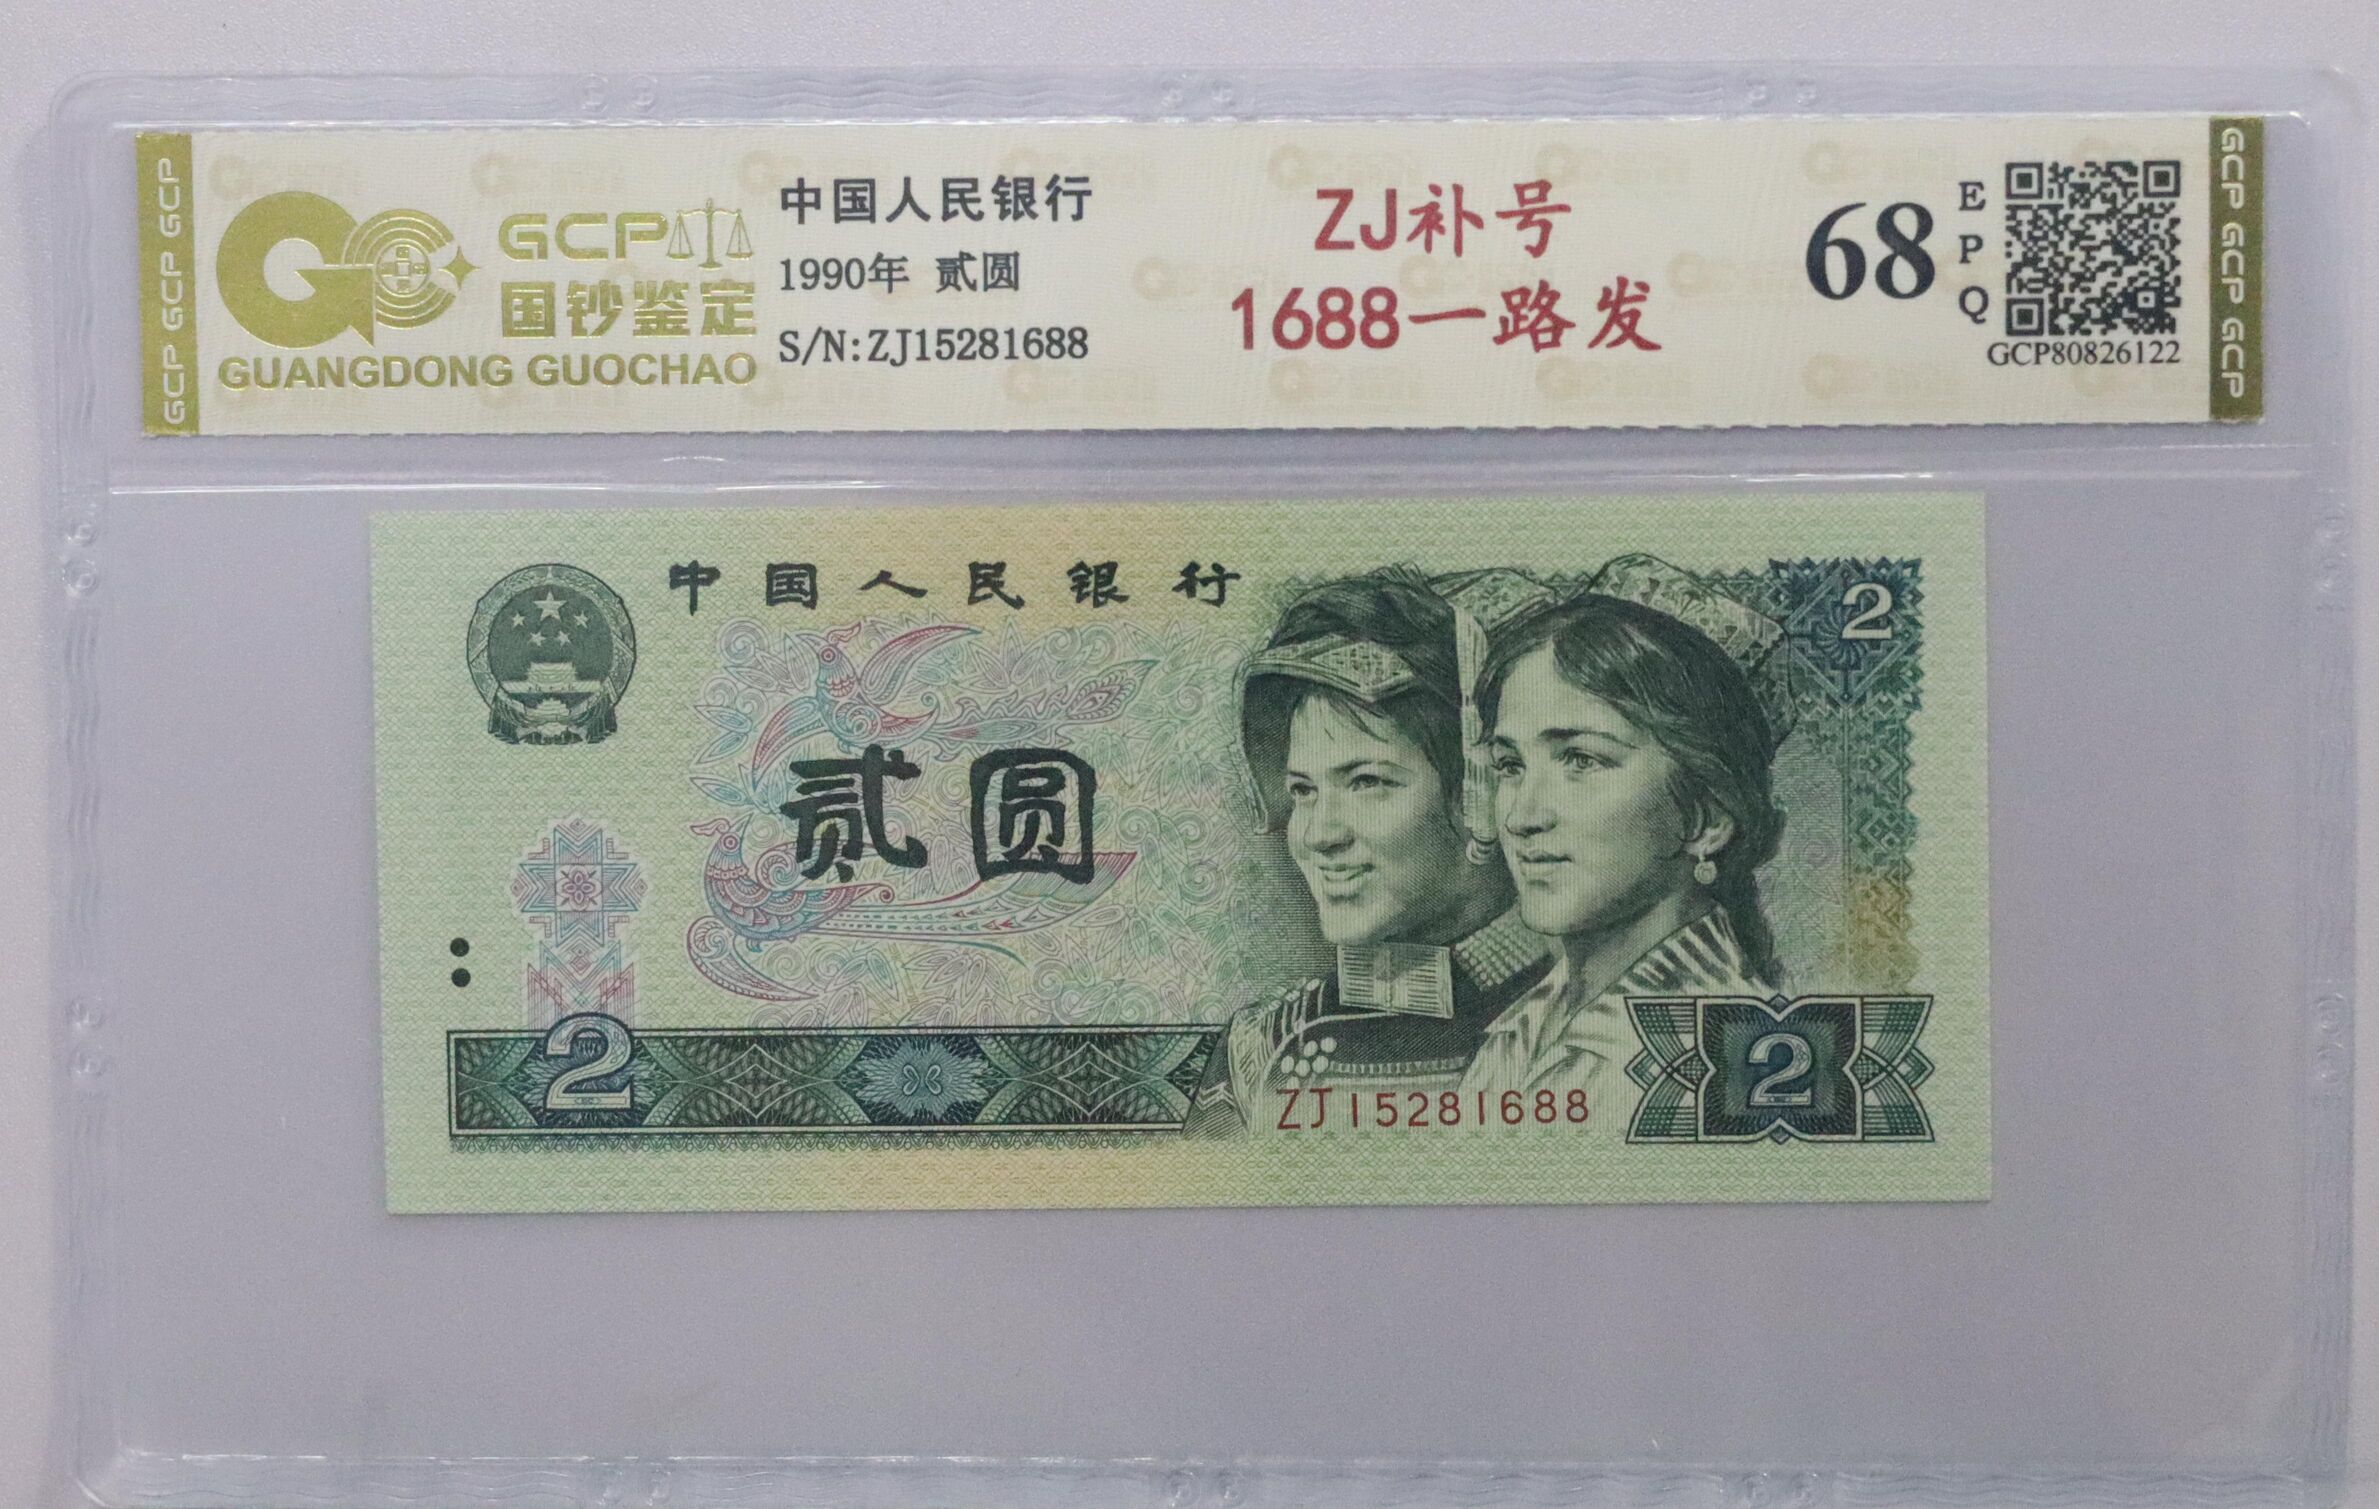 GCP GCP GCP
GCP
国钞鉴定
GUANGDONG GUOCHAO
中国人民银行
1990年 贰圆
S/N:ZJ15281688
ZJ补号
1688一路发
68
EPQ
GCP80826122
GCP GCP GCP
中国人民银行
2
贰圆
2
ZJ15281688
2